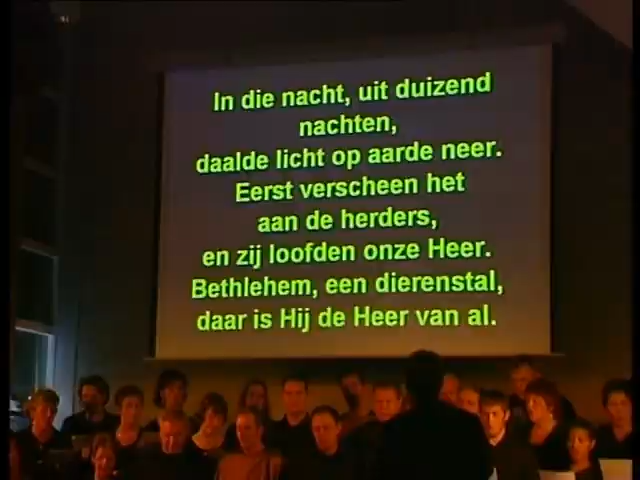 In die nacht, uit duizend
nachten,
daalde licht op aarde neer.
Eerst verscheen het
aan de herders,
en zij loofden onze Heer.
Bethlehem, een dierenstal,
daar is Hij de Heer van al.